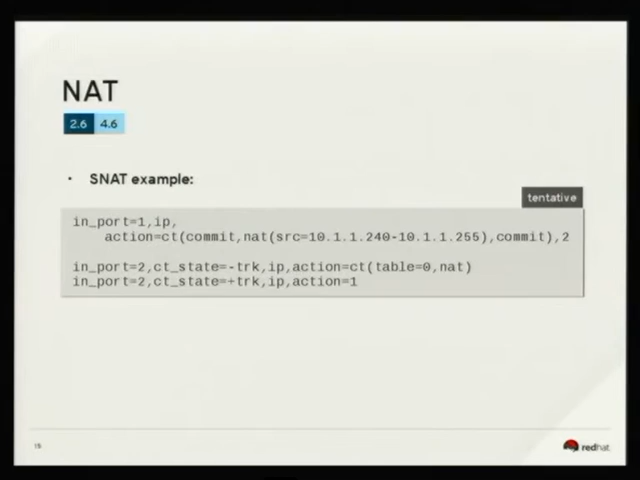 NAT
2.6 4.6
• SNAT example:
tentative
in_port=1,ip,
action=ct(commit,nat(src=10.1.1.240-10.1.1.255),commit),2
in_port=2,ct_state=-trk,ip,action=ct(table=0,nat)
in_port=2,ct_state=+trk,ip,action=1
redhat